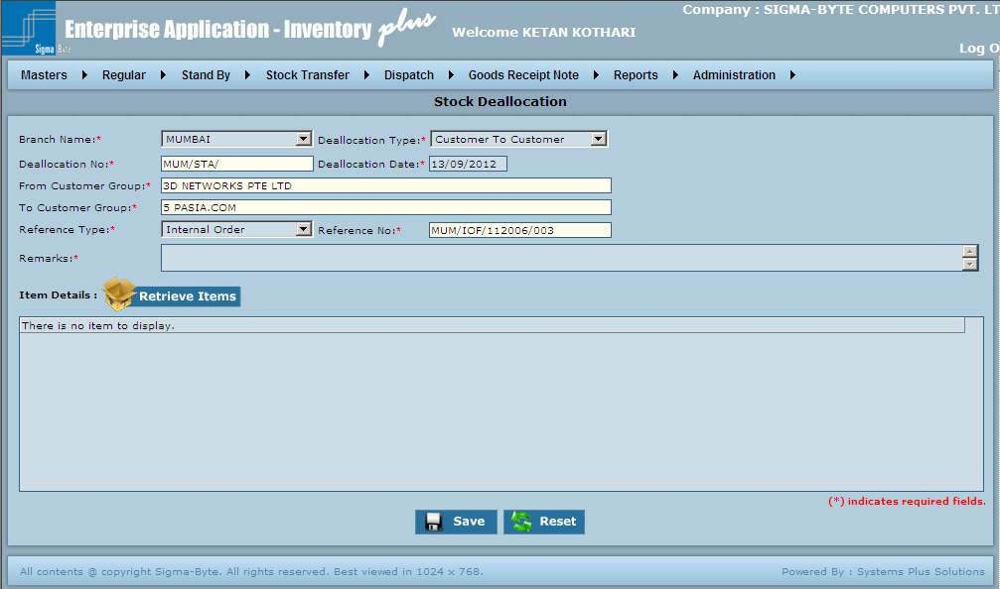 Company : SIGMA-BYTE COMPUTERS PVT. LT
Enterprise Application - Inventory plus
Welcome KETAN KOTHARI
Sigma Byte
Log O
Masters Regular Stand By Stock Transfer Dispatch Goods Receipt Note Reports Administration
Stock Deallocation
Branch Name:* MUMBAI Deallocation Type:* Customer To Customer
Deallocation No:* MUM/STA/ Deallocation Date:* 13/09/2012
From Customer Group:* 3D NETWORKS PTE LTD
To Customer Group:* 5 PASIA.COM
Reference Type:* Internal Order Reference No:* MUM/IOF/112006/003
Remarks:*
Item Details : Retrieve Items
There is no item to display.
(*) indicates required fields.
Save Reset
All contents @ copyright Sigma-Byte. All rights reserved. Best viewed in 1024 x 768. Powered By : Systems Plus Solutions